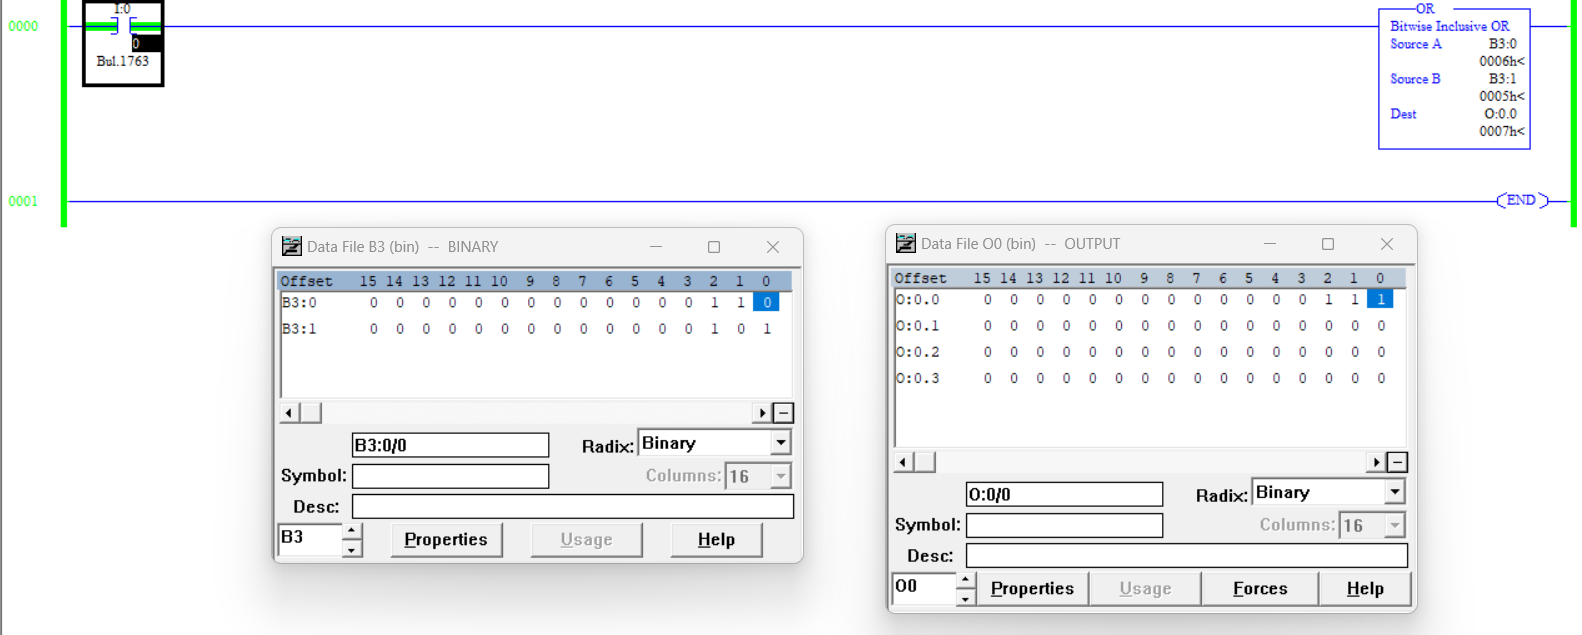 0000
I:0
0
Bul.1763
OR
Bitwise Inclusive OR
Source A B3:0
0006h<
Source B B3:1
0005h<
Dest O:0.0
0007h<
0001
END
Data File B3 (bin) -- BINARY
Offset 15 14 13 12 11 10 9 8 7 6 5 4 3 2 1 0
B3:0 0 0 0 0 0 0 0 0 0 0 0 0 0 1 1 0
B3:1 0 0 0 0 0 0 0 0 0 0 0 0 0 1 0 1
B3:0/0
Radix: Binary
Symbol:
Columns: 16
Desc:
B3
Properties
Usage
Help
Data File O0 (bin) -- OUTPUT
Offset 15 14 13 12 11 10 9 8 7 6 5 4 3 2 1 0
O:0.0 0 0 0 0 0 0 0 0 0 0 0 0 0 1 1 1
O:0.1 0 0 0 0 0 0 0 0 0 0 0 0 0 0 0 0
O:0.2 0 0 0 0 0 0 0 0 0 0 0 0 0 0 0 0
O:0.3 0 0 0 0 0 0 0 0 0 0 0 0 0 0 0 0
O:0/0
Radix: Binary
Symbol:
Columns: 16
Desc:
O0
Properties
Usage
Forces
Help